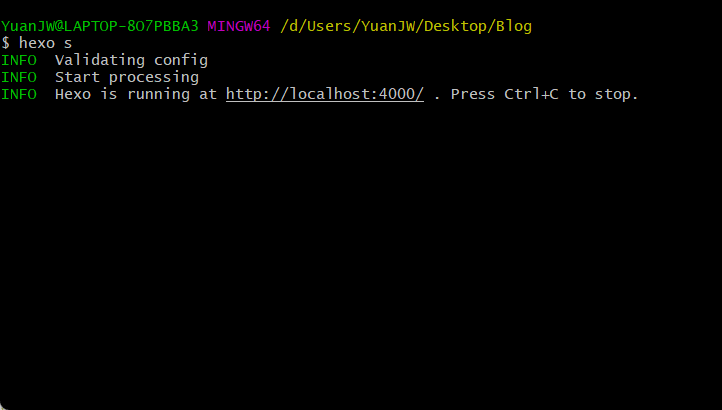 YuanJW@LAPTOP-8O7PBBA3 MINGW64 /d/Users/YuanJW/Desktop/Blog
$ hexo s
INFO  Validating config
INFO  Start processing
INFO  Hexo is running at http://localhost:4000/ . Press Ctrl+C to stop.